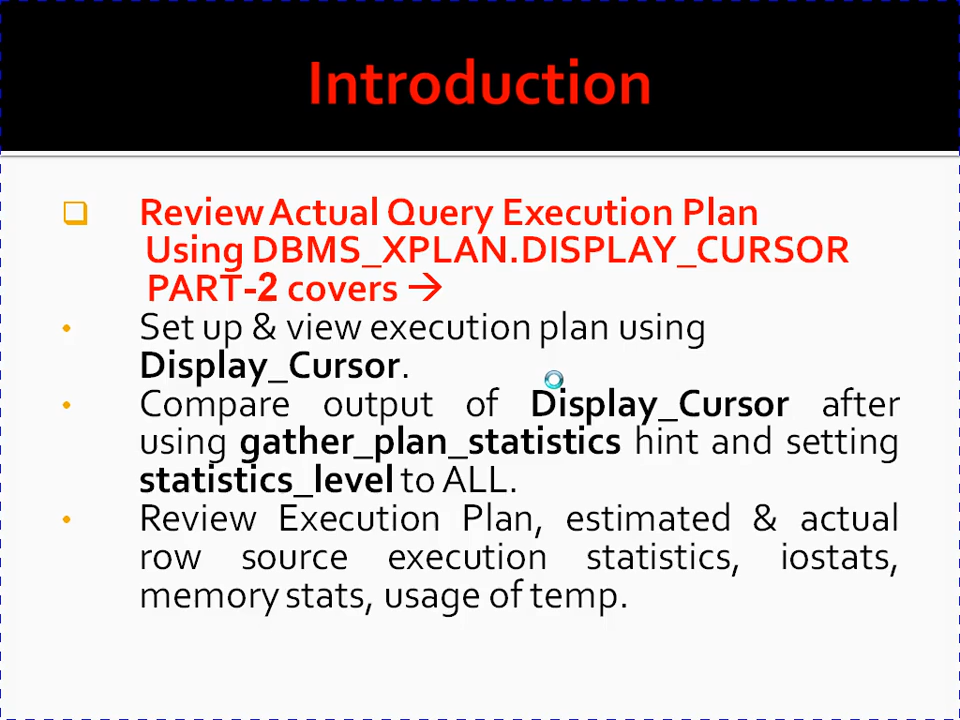 Introduction
Review Actual Query Execution Plan
Using DBMS_XPLAN.DISPLAY_CURSOR
PART-2 covers →
Set up & view execution plan using
Display_Cursor.
Compare output of Display_Cursor after
using gather_plan_statistics hint and setting
statistics_level to ALL.
Review Execution Plan, estimated & actual
row source execution statistics, iostats,
memory stats, usage of temp.